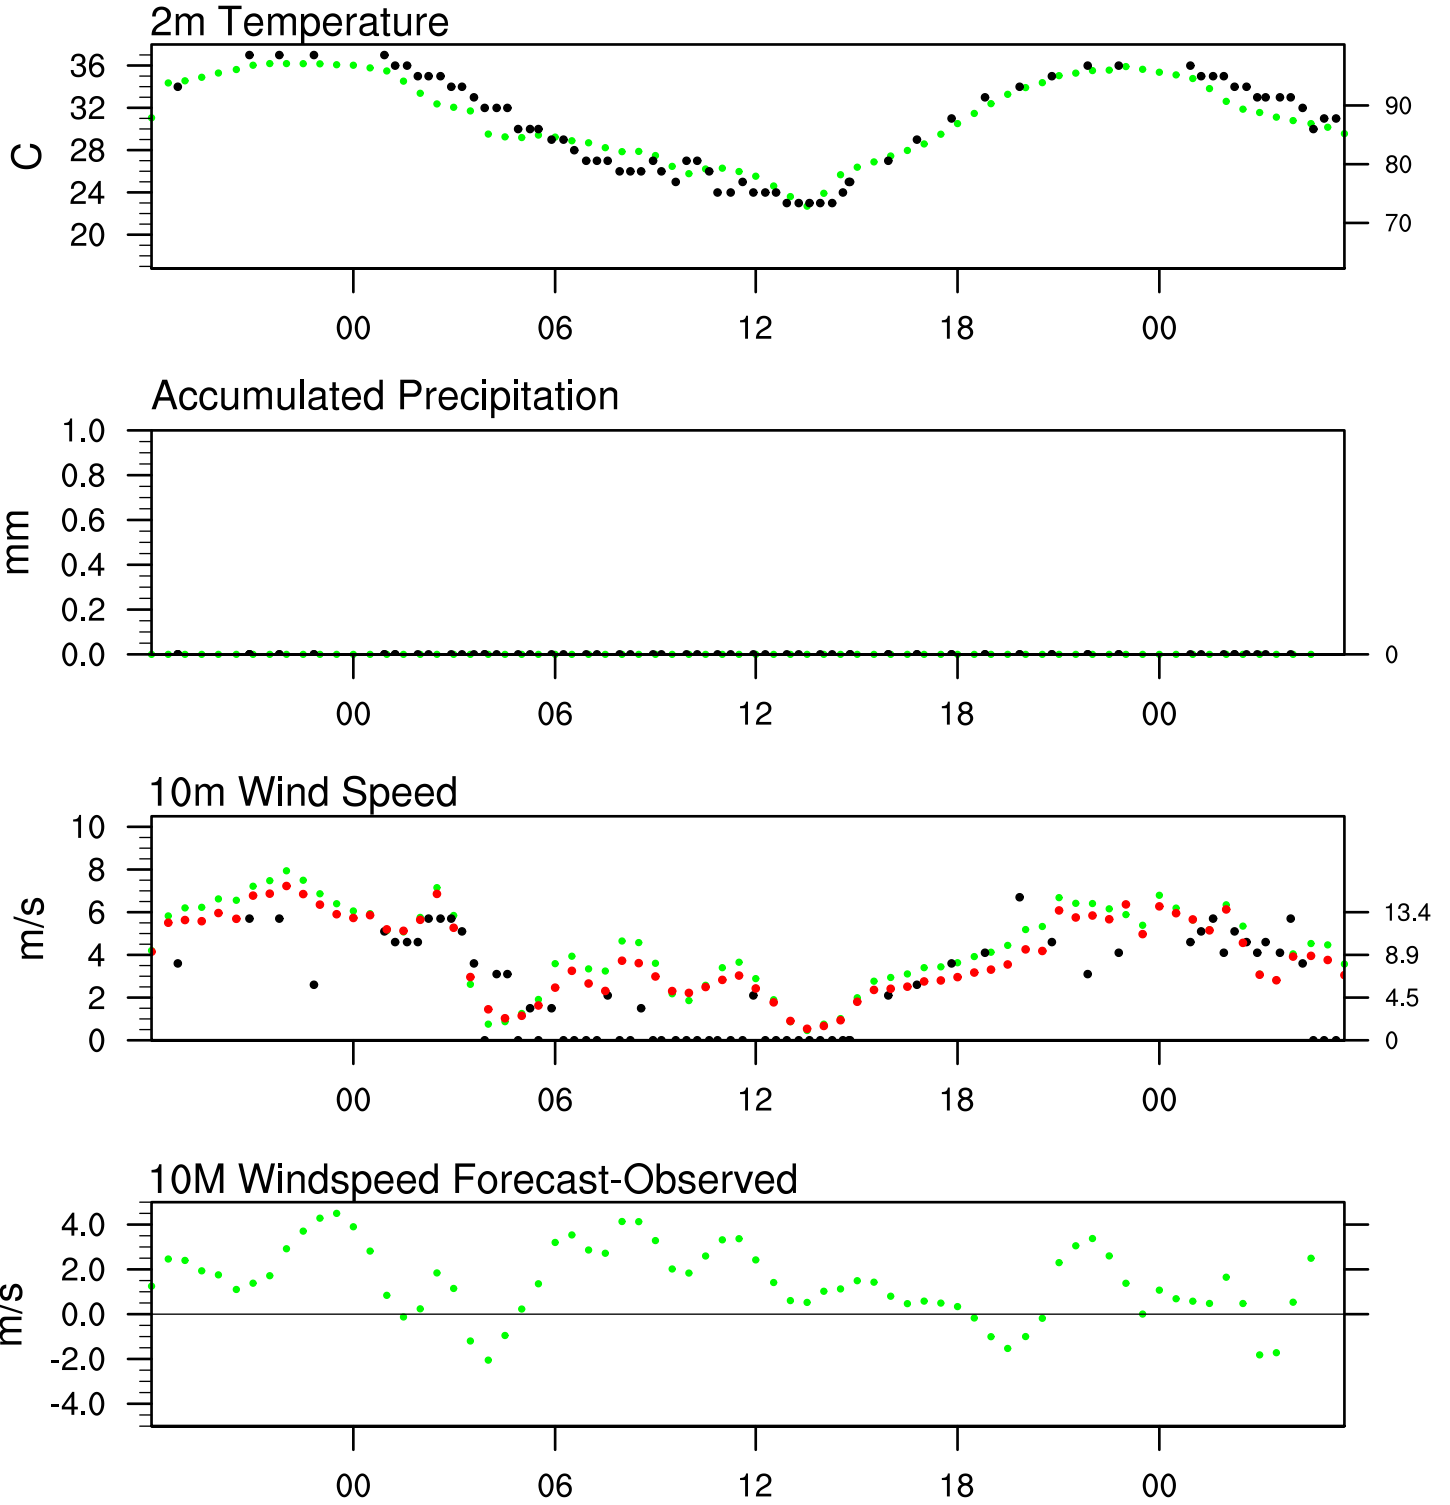 2m Temperature
36
32
28
24
20
C
90
80
70
00 06 12 18 00
Accumulated Precipitation
1.0
0.8
0.6
0.4
0.2
0.0
mm
0
00 06 12 18 00
10m Wind Speed
10
8
6
4
2
0
m/s
13.4
8.9
4.5
0
00 06 12 18 00
10M Windspeed Forecast-Observed
4.0
2.0
0.0
-2.0
-4.0
m/s
00 06 12 18 00